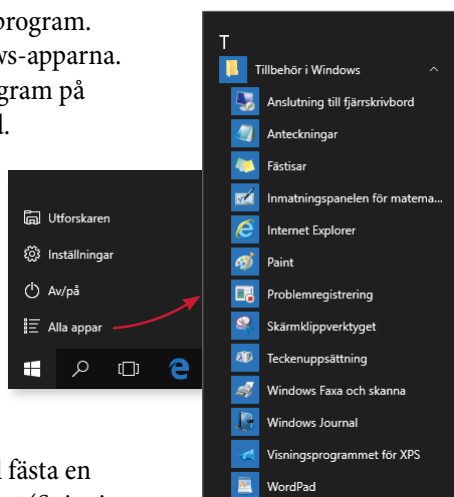 program.
ws-apparna.
gram på
d.
Utforskaren
Inställningar
Av/på
Alla appar
T
Tillbehör i Windows
Anslutning till fjärrskrivbord
Anteckningar
Fästisar
Inmatningspanelen för matema...
Internet Explorer
Paint
Problemregistrering
Skärmklippverktyget
Teckenuppsättning
Windows Faxa och skanna
Windows Journal
Visningsprogrammet för XPS
WordPad
l fästa en